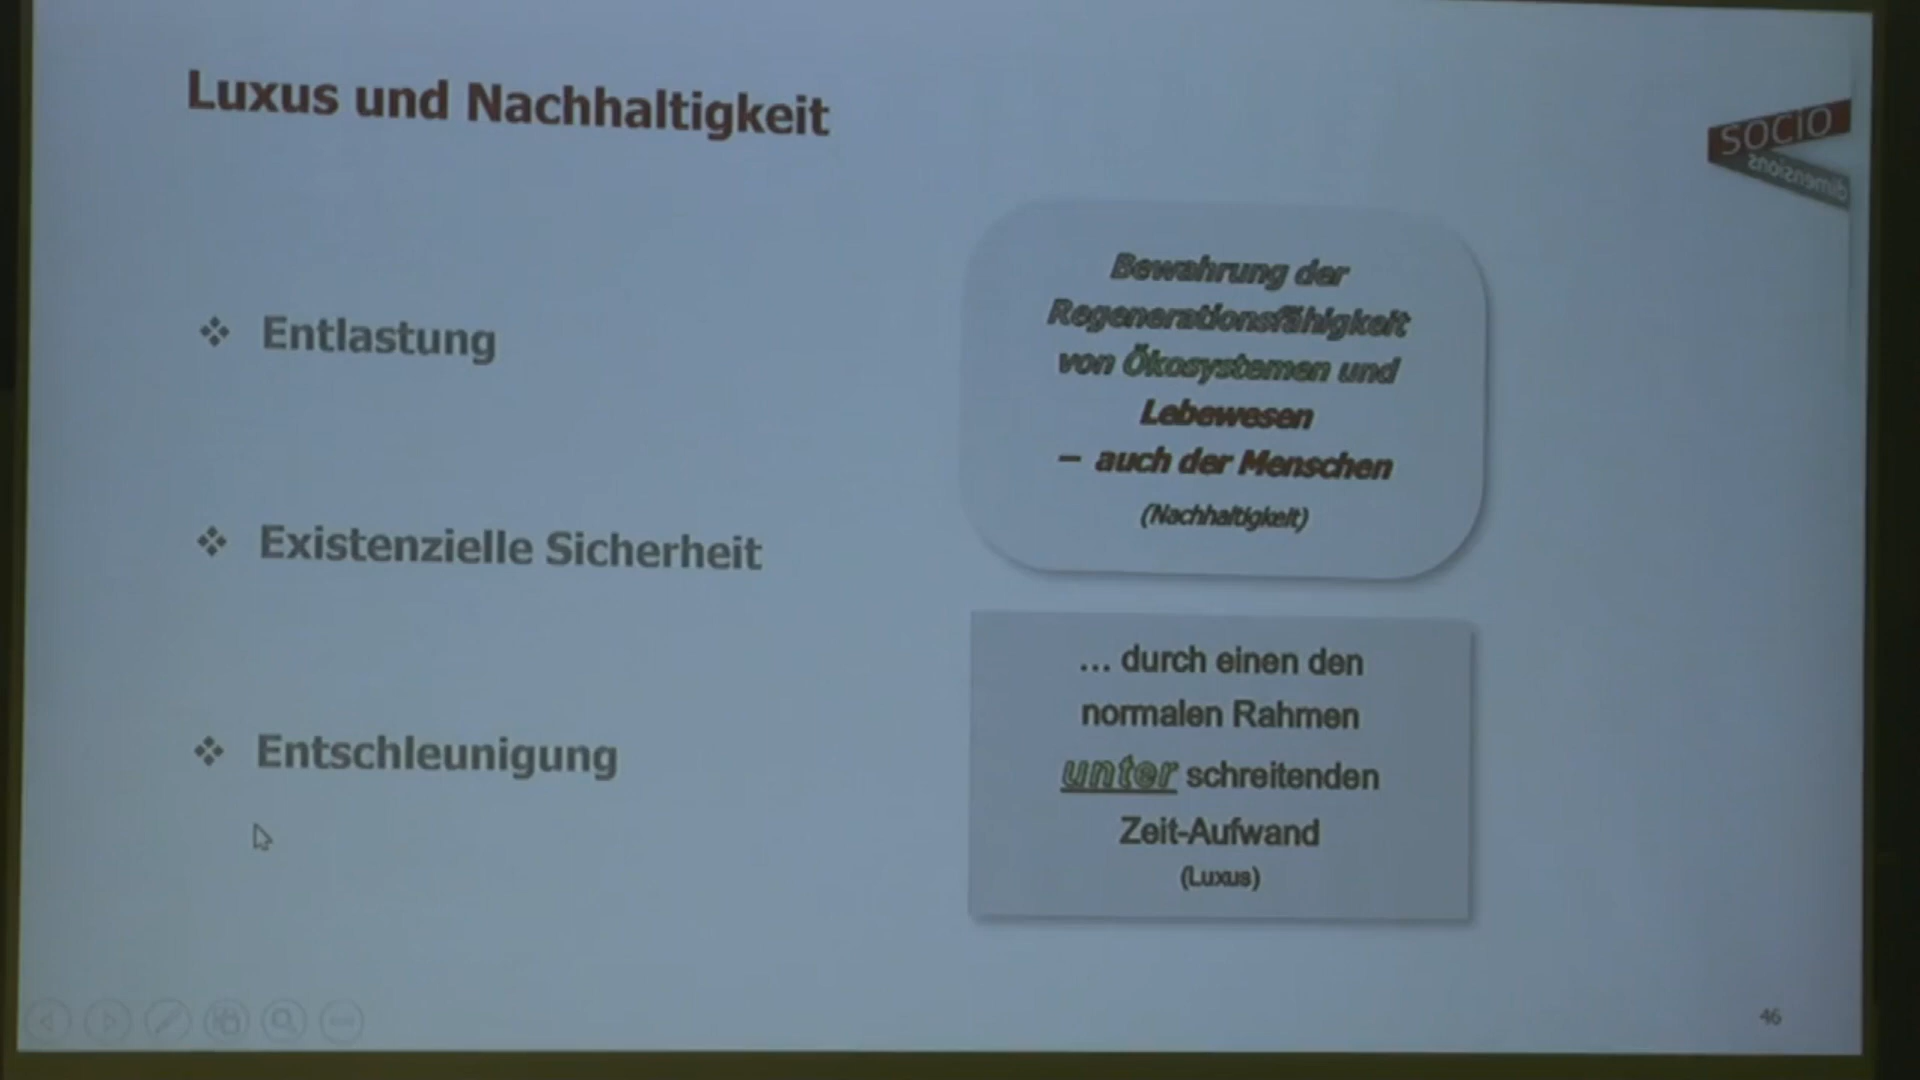 Luxus und Nachhaltigkeit
SOCIO
dimensions
Entlastung
Existenzielle Sicherheit
Entschleunigung
Bewahrung der
Regenerationsfähigkeit
von Ökosystemen und
Lebewesen
– auch der Menschen
(Nachhaltigkeit)
... durch einen den
normalen Rahmen
unter schreitenden
Zeit-Aufwand
(Luxus)
46